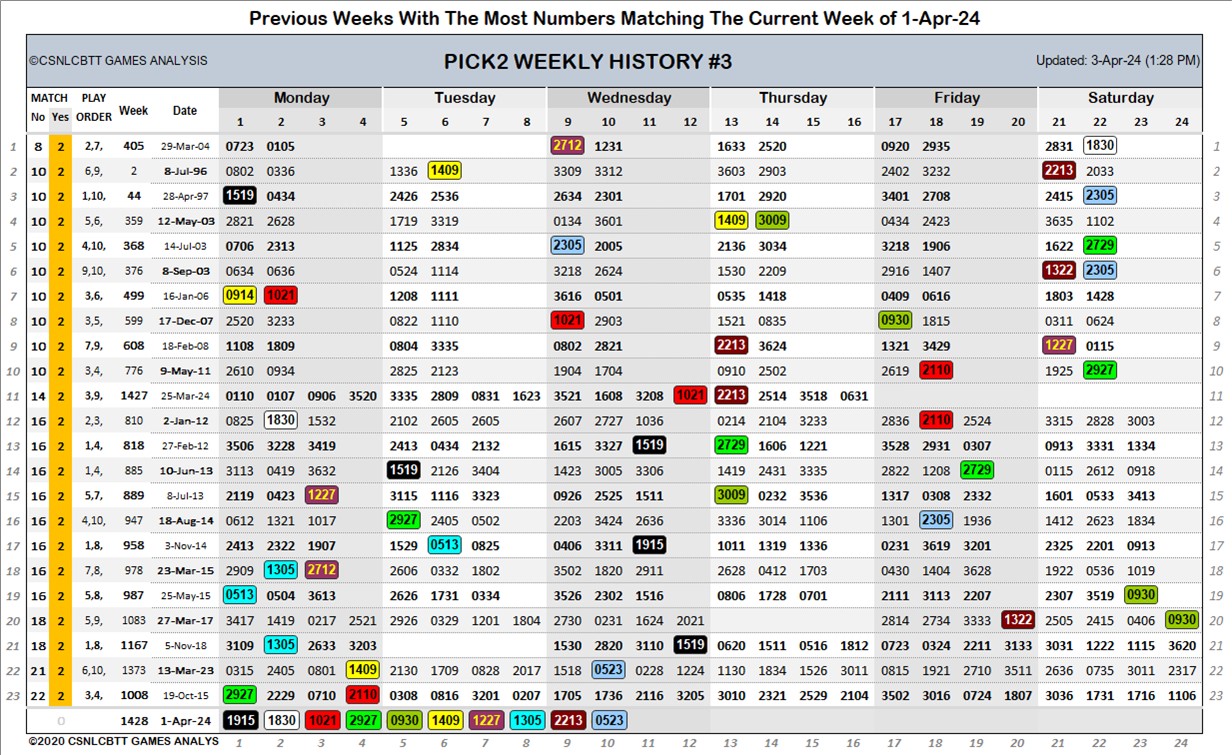 Previous Weeks With The Most Numbers Matching The Current Week of 1-Apr-24
©CSNLCBTT GAMES ANALYSIS PICK2 WEEKLY HISTORY #3 Updated: 3-Apr-24 (1:28 PM)
MATCH PLAY Week Date Monday Tuesday Wednesday Thursday Friday Saturday
No Yes ORDER 1 2 3 4 5 6 7 8 9 10 11 12 13 14 15 16 17 18 19 20 21 22 23 24
1 8 2 2,7, 405 29-Mar-04 0723 0105 2712 1231 1633 2520 0920 2935 2831 1830 1
2 10 2 6,9, 2 8-Jul-96 0802 0336 1336 1409 3309 3312 3603 2903 2402 3232 2213 2033 2
3 10 2 1,10, 44 28-Apr-97 1519 0434 2426 2536 2634 2301 1701 2920 3401 2708 2415 2305 3
4 10 2 5,6, 359 12-May-03 2821 2628 1719 3319 0134 3601 1409 3009 0434 2423 3635 1102 4
5 10 2 4,10, 368 14-Jul-03 0706 2313 1125 2834 2305 2005 2136 3034 3218 1906 1622 2729 5
6 10 2 9,10, 376 8-Sep-03 0634 0636 0524 1114 3218 2624 1530 2209 2916 1407 1322 2305 6
7 10 2 3,6, 499 16-Jan-06 0914 1021 1208 1111 3616 0501 0535 1418 0409 0616 1803 1428 7
8 10 2 3,5, 599 17-Dec-07 2520 3233 0822 1110 1021 2903 1521 0835 0930 1815 0311 0624 8
9 10 2 7,9, 608 18-Feb-08 1108 1809 0804 3335 0802 2821 2213 3624 1321 3429 1227 0115 9
10 10 2 3,4, 776 9-May-11 2610 0934 2825 2123 1904 1704 0910 2502 2619 2110 1925 2927 10
11 14 2 3,9, 1427 25-Mar-24 0110 0107 0906 3520 3335 2809 0831 1623 3521 1608 3208 1021 2213 2514 3518 0631 11
12 16 2 2,3, 810 2-Jan-12 0825 1830 1532 2102 2605 2605 2607 2727 1036 0214 2104 3233 2836 2110 2524 3315 2828 3003 12
13 16 2 1,4, 818 27-Feb-12 3506 3228 3419 2413 0434 2132 1615 3327 1519 2729 1606 1221 3528 2931 0307 0913 3331 1334 13
14 16 2 1,4, 885 10-Jun-13 3113 0419 3632 1519 2126 3404 1423 3005 3306 1419 2431 3335 2822 1208 2729 0115 2612 0918 14
15 16 2 5,7, 889 8-Jul-13 2119 0423 1227 3115 1116 3323 0926 2525 1511 3009 0232 3536 1317 0308 2332 1601 0533 3413 15
16 16 2 4,10, 947 18-Aug-14 0612 1321 1017 2927 2405 0502 2203 3424 2636 3336 3014 1106 1301 2305 1936 1412 2623 1834 16
17 16 2 1,8, 958 3-Nov-14 2413 2322 1907 1529 0513 0825 0406 3311 1915 1011 1319 1336 0231 3619 3201 2325 2201 0913 17
18 16 2 7,8, 978 23-Mar-15 2909 1305 2712 2606 0332 1802 3502 1820 2911 2628 0412 1703 0430 1404 3628 1922 0536 1019 18
19 16 2 5,8, 987 25-May-15 0513 0504 3613 2626 1731 0334 3526 2302 1516 0806 1728 0701 2111 3113 2207 2307 3519 0930 19
20 18 2 5,9, 1083 27-Mar-17 3417 1419 0217 2521 2926 0329 1201 1804 2730 0231 1624 2021 2814 2734 3333 1322 2505 2415 0406 0930 20
21 18 2 1,8, 1167 5-Nov-18 3109 1305 2633 3203 1530 2820 3110 1519 0620 1511 0516 1812 0723 0324 2211 3133 3031 1222 1115 3620 21
22 21 2 6,10, 1373 13-Mar-23 0315 2405 0801 1409 2130 1709 0828 2017 1518 0523 0228 1224 1130 1834 1526 3011 0815 1921 2710 3511 2636 0735 3011 2317 22
23 22 2 3,4, 1008 19-Oct-15 2927 2229 0710 2110 0308 0816 3201 0207 1705 1736 2116 3205 3010 2321 2529 2104 3502 3016 0724 1807 3036 1731 1716 1106 23
0 1428 1-Apr-24 1915 1830 1021 2927 0930 1409 1227 1305 2213 0523
©2020 CSNLCBTT GAMES ANALYS 1 2 3 4 5 6 7 8 9 10 11 12 13 14 15 16 17 18 19 20 21 22 23 24